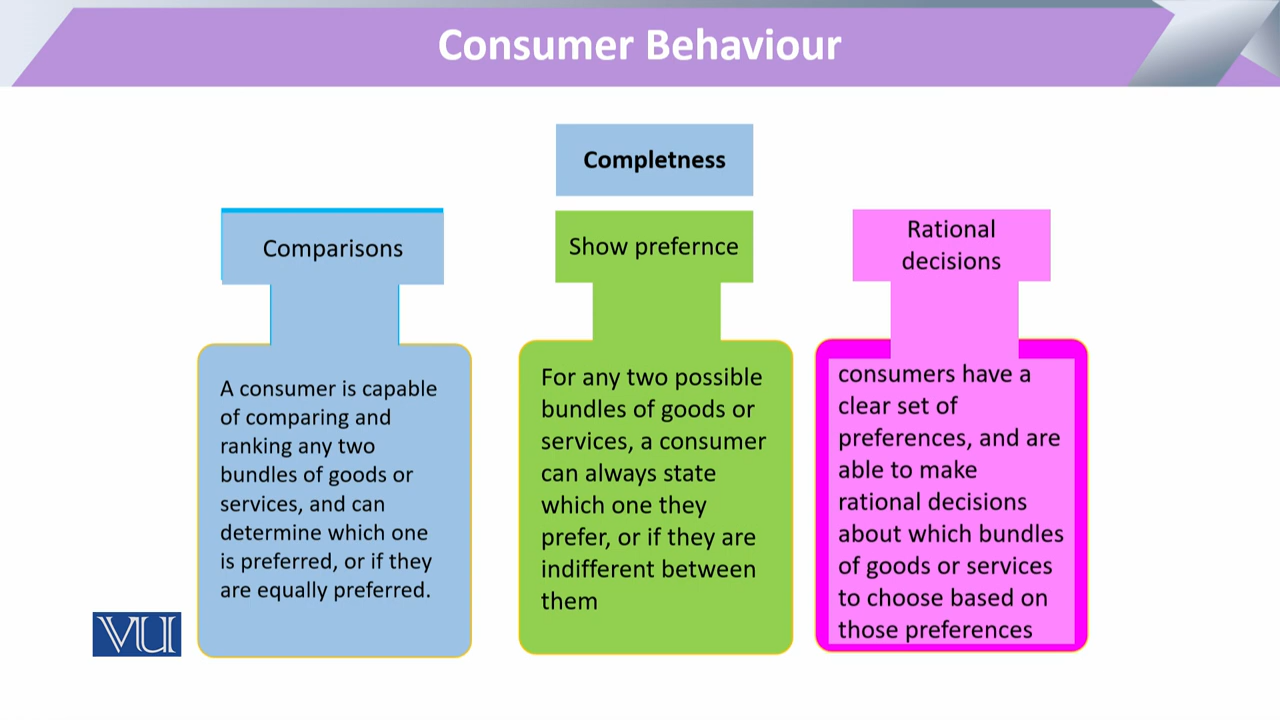 Consumer Behaviour
Completness
Comparisons
A consumer is capable
of comparing and
ranking any two
bundles of goods or
services, and can
determine which one
is preferred, or if they
are equally preferred.
Show prefernce
For any two possible
bundles of goods or
services, a consumer
can always state
which one they
prefer, or if they are
indifferent between
them
Rational
decisions
consumers have a
clear set of
preferences, and are
able to make
rational decisions
about which bundles
of goods or services
to choose based on
those preferences
VU